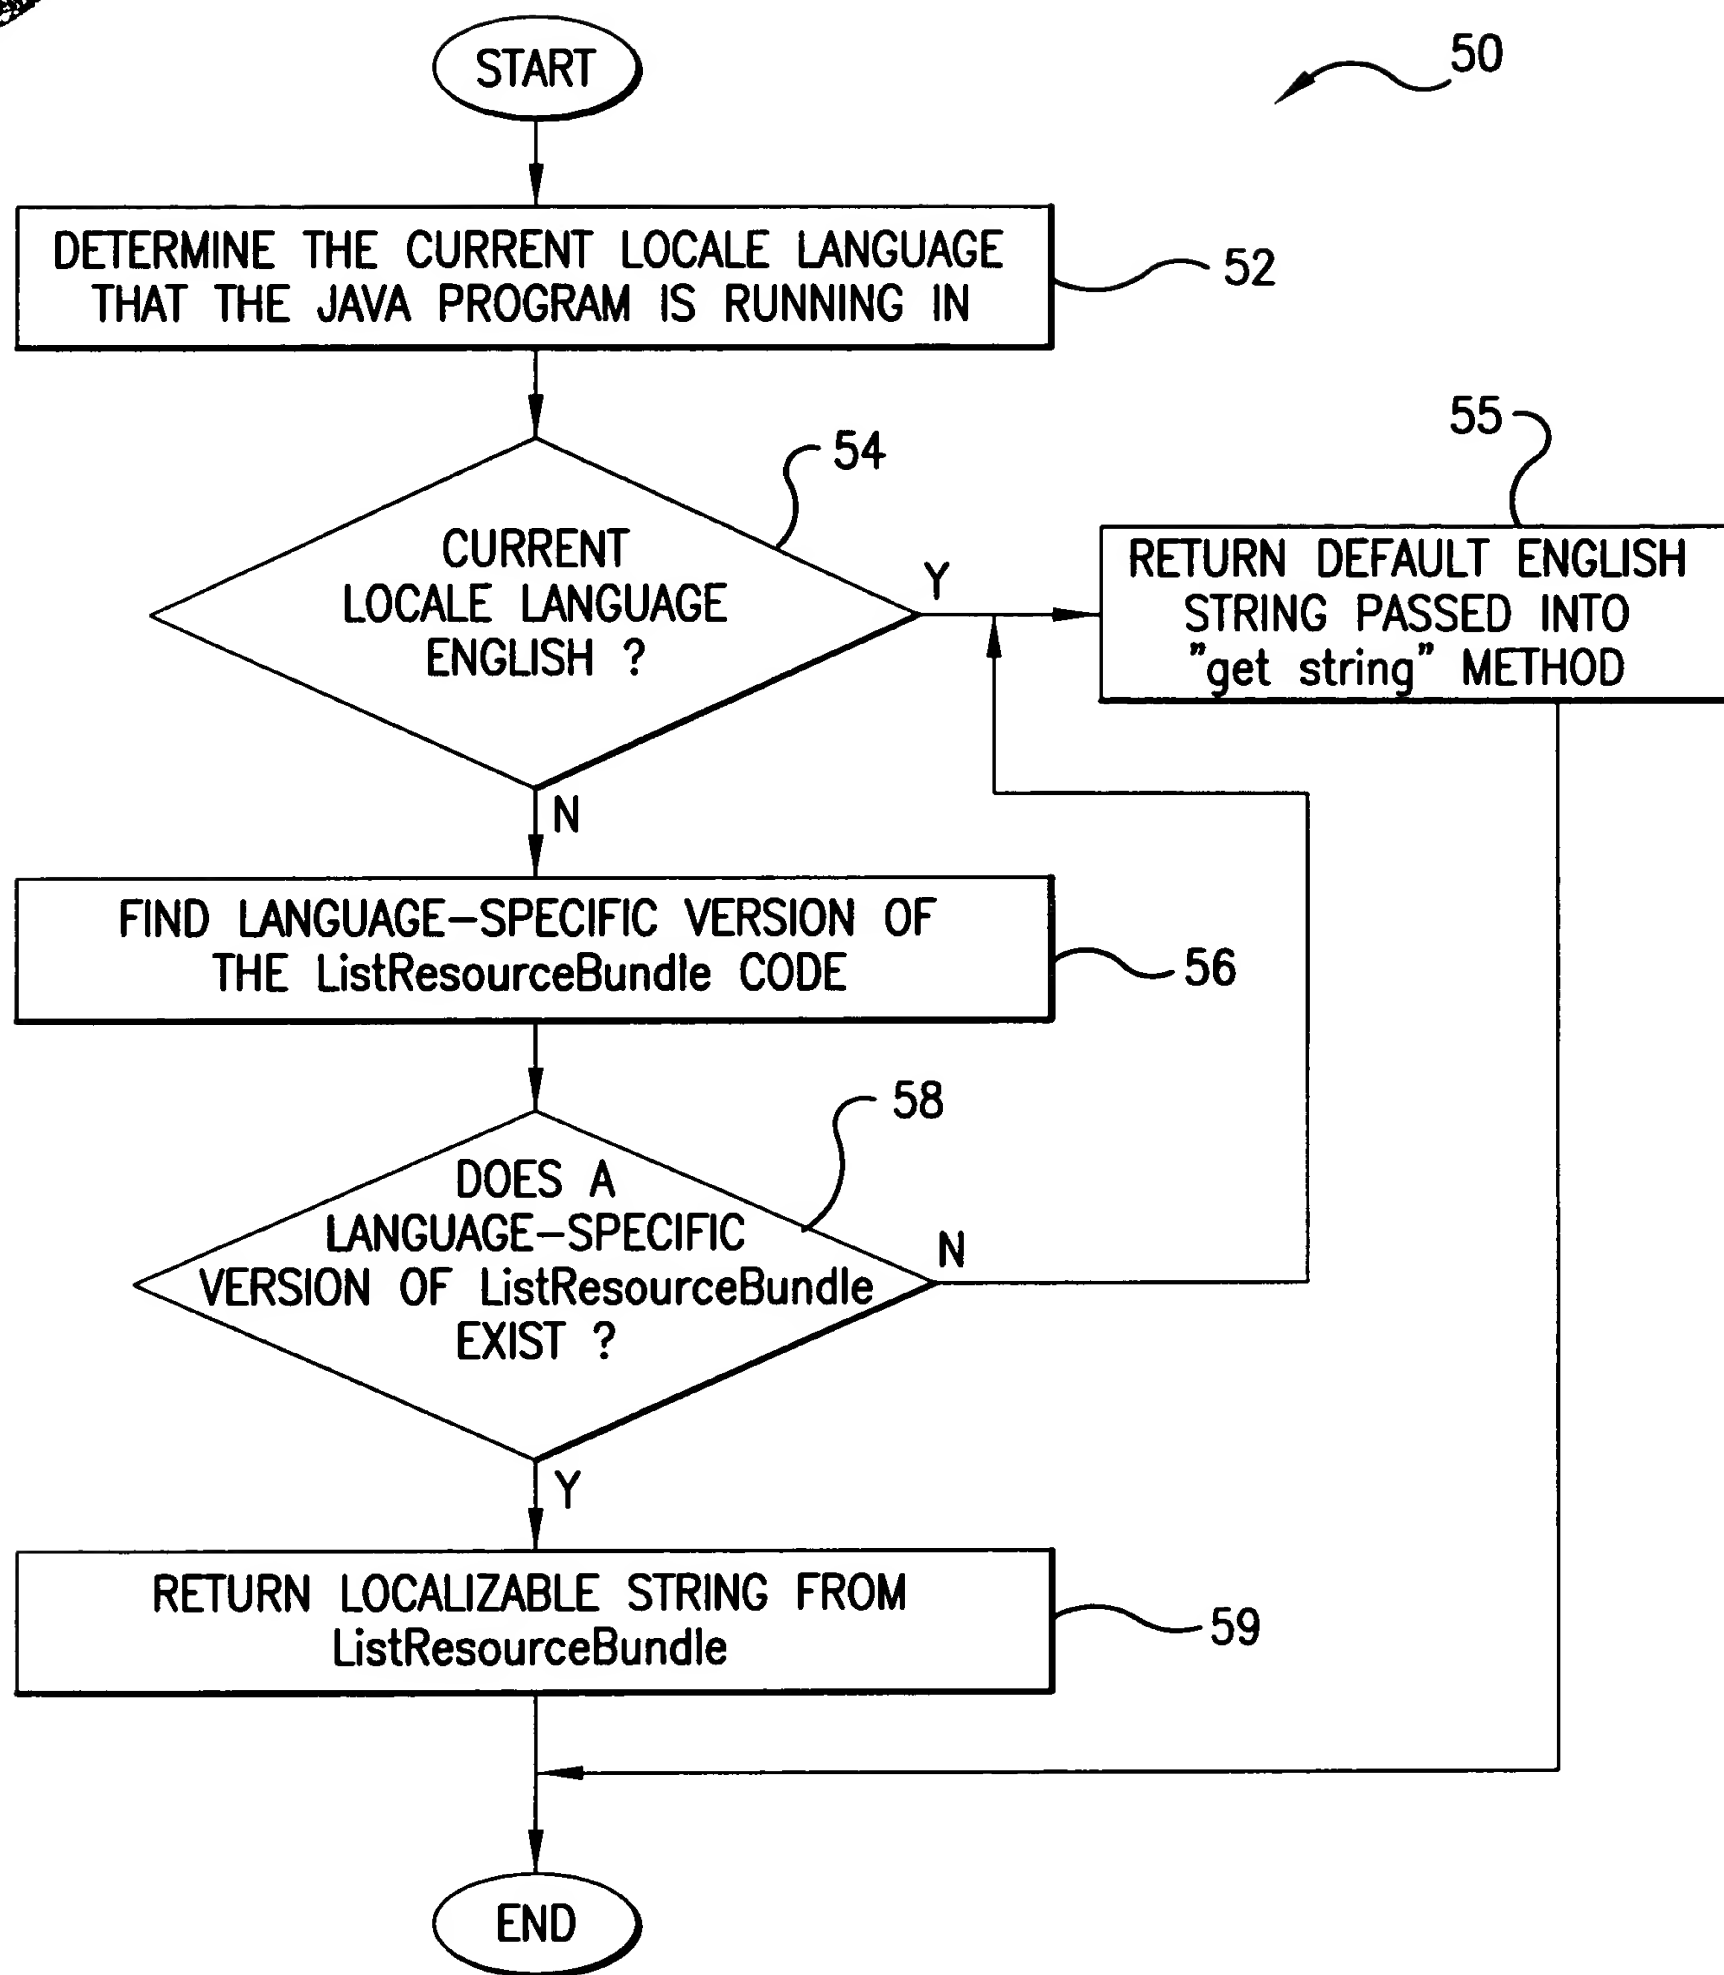 START
50
DETERMINE THE CURRENT LOCALE LANGUAGE
THAT THE JAVA PROGRAM IS RUNNING IN
52
54
CURRENT
LOCALE LANGUAGE
ENGLISH ?
Y
55
RETURN DEFAULT ENGLISH
STRING PASSED INTO
"get string" METHOD
N
FIND LANGUAGE-SPECIFIC VERSION OF
THE ListResourceBundle CODE
56
58
DOES A
LANGUAGE-SPECIFIC
VERSION OF ListResourceBundle
EXIST ?
N
Y
RETURN LOCALIZABLE STRING FROM
ListResourceBundle
59
END